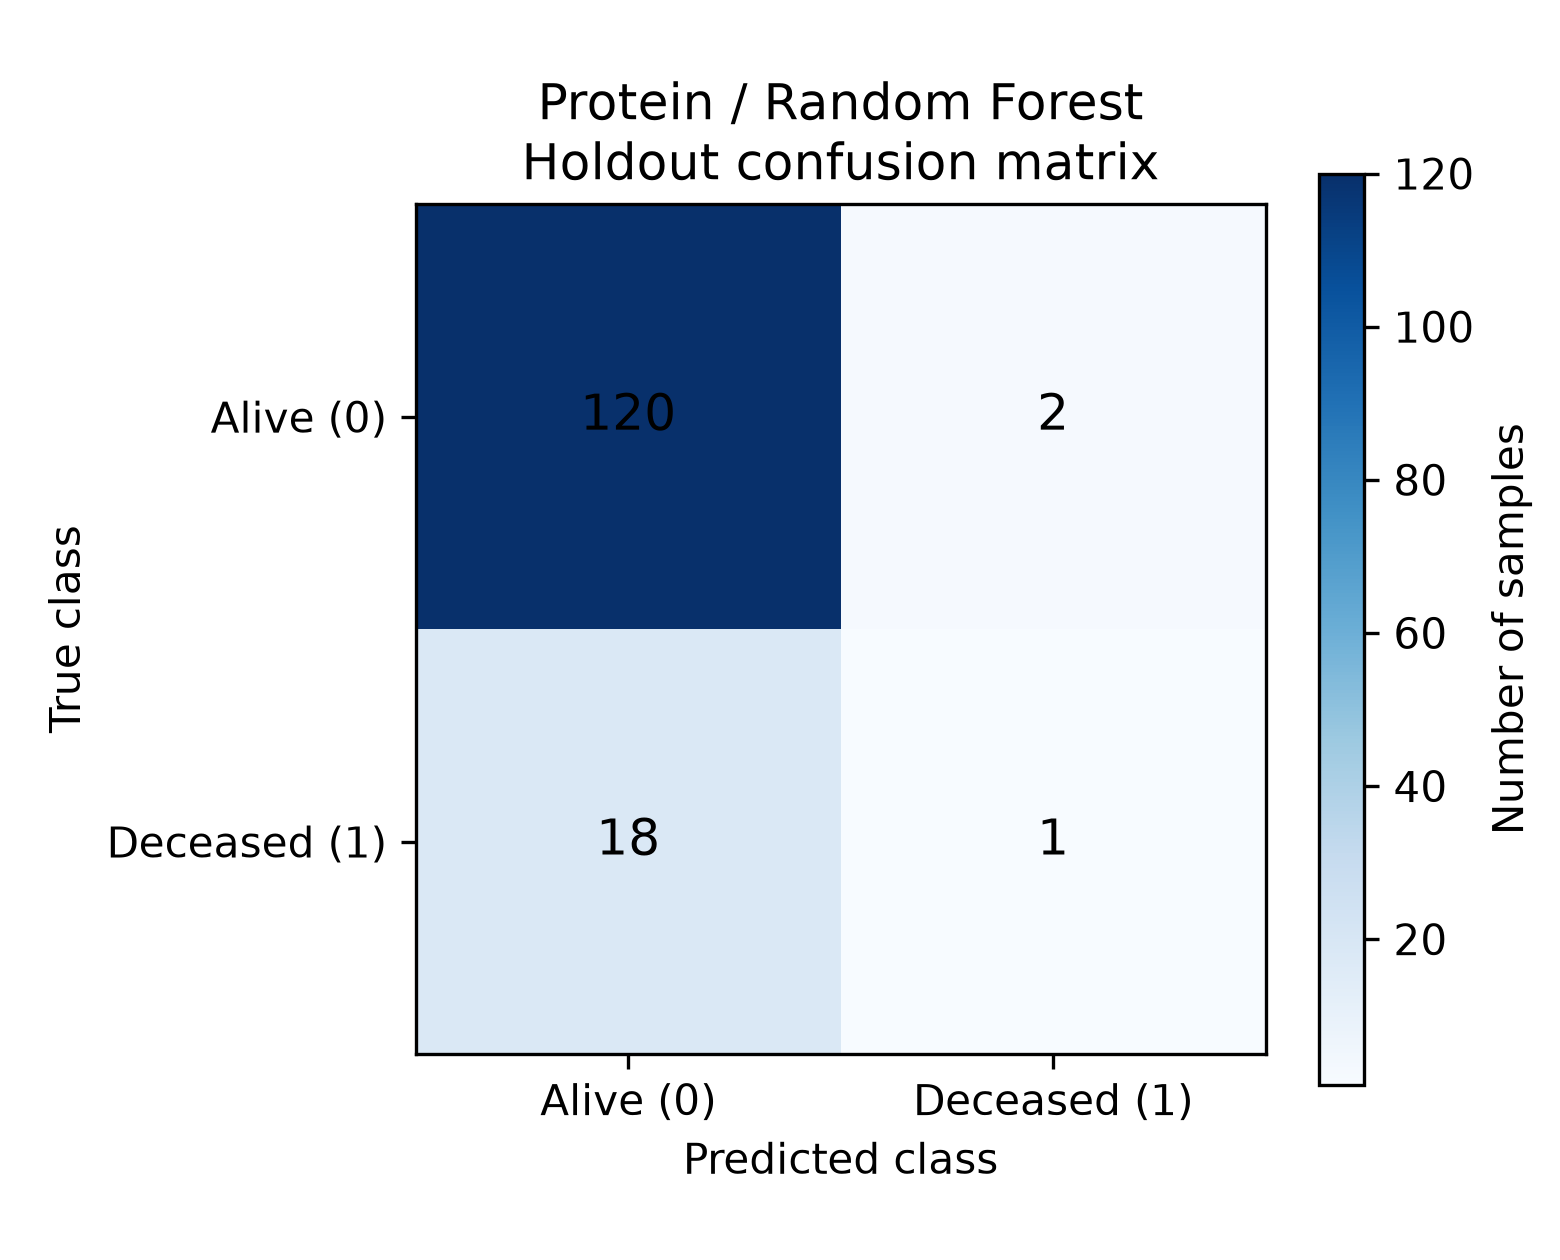 Protein / Random Forest
Holdout confusion matrix
120
100
80
60
40
20
Number of samples
True class
Alive (0)
120
2
Deceased (1)
18
1
Alive (0)
Deceased (1)
Predicted class